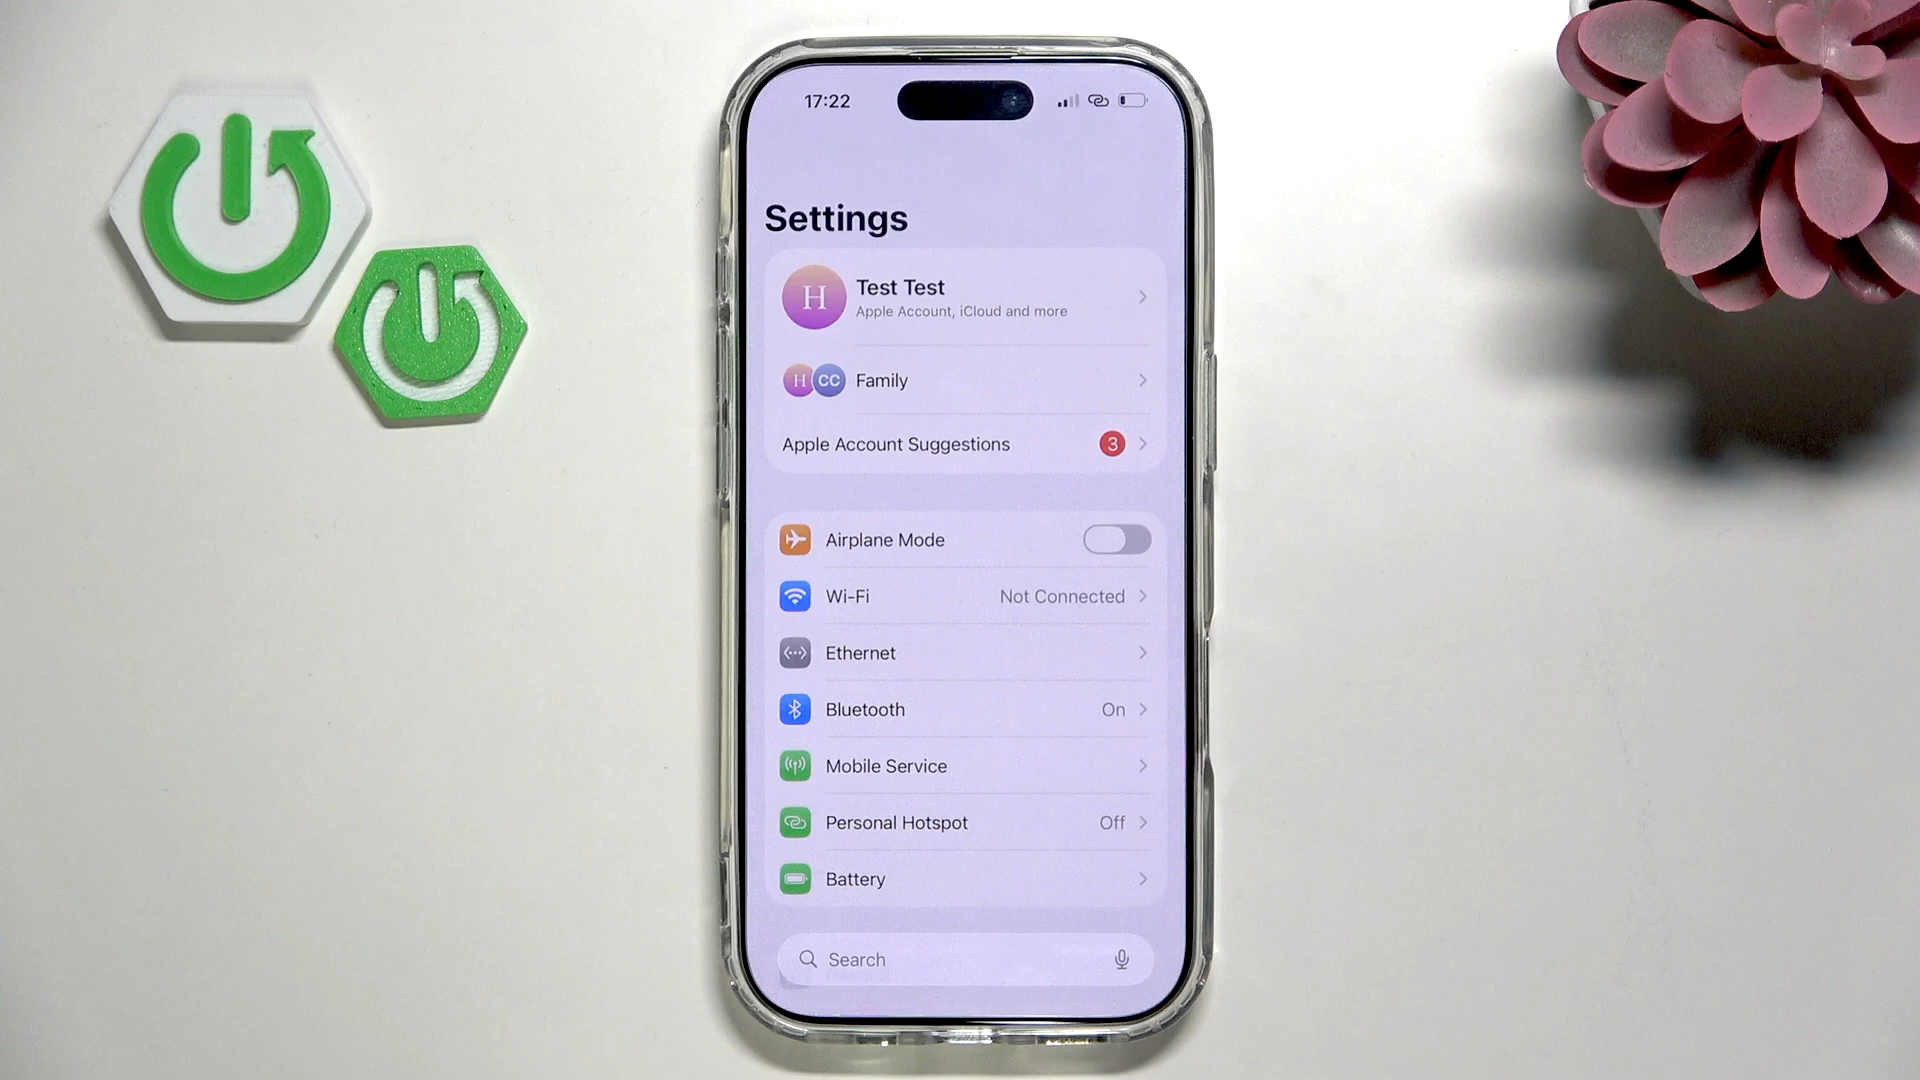 17:22
Settings
H
Test Test
Apple Account, iCloud and more
H CC Family
Apple Account Suggestions 3
Airplane Mode
Wi-Fi Not Connected
Ethernet
Bluetooth On
Mobile Service
Personal Hotspot Off
Battery
Search